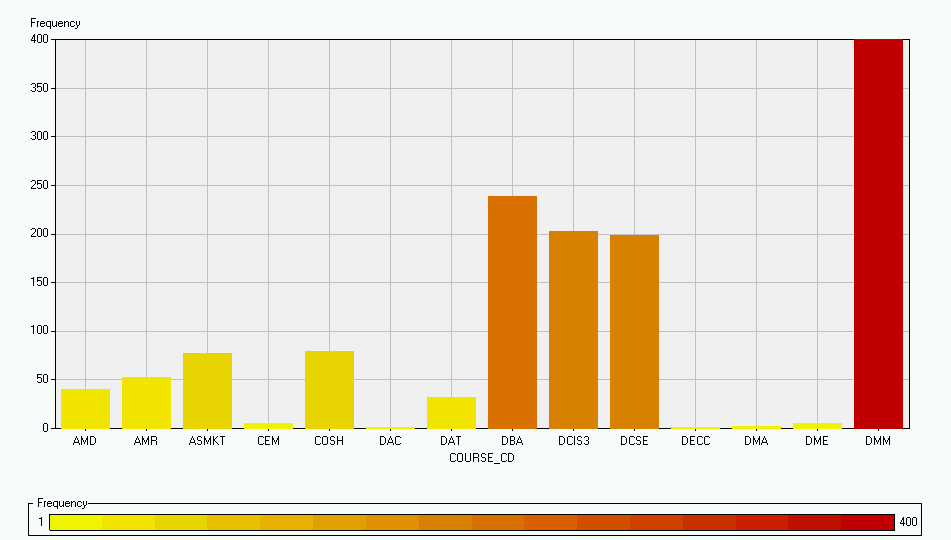 Frequency
400
350
300
250
200
150
100
50
0
AMD AMR ASMKT CEM COSH DAC DAT DBA DCIS3 DCSE DECC DMA DME DMM
COURSE_CD
Frequency
1 400